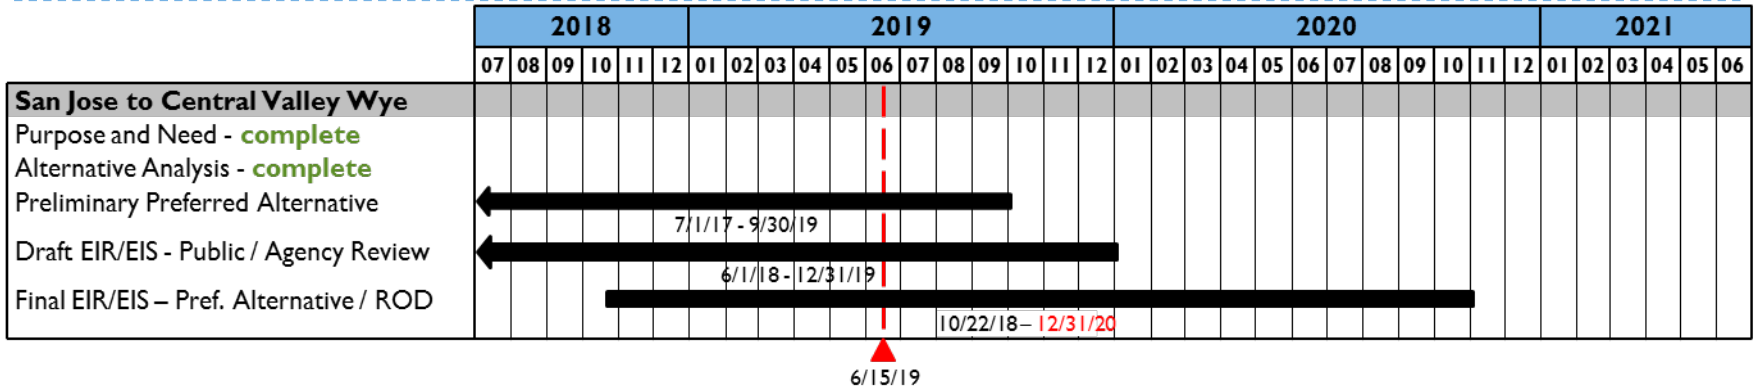 2018 2019 2020 2021
07 08 09 10 11 12 01 02 03 04 05 06 07 08 09 10 11 12 01 02 03 04 05 06 07 08 09 10 11 12 01 02 03 04 05 06
San Jose to Central Valley Wye
Purpose and Need - complete
Alternative Analysis - complete
Preliminary Preferred Alternative
7/1/17 - 9/30/19
Draft EIR/EIS - Public / Agency Review
6/1/18 - 12/31/19
Final EIR/EIS – Pref. Alternative / ROD
10/22/18 – 12/31/20
6/15/19